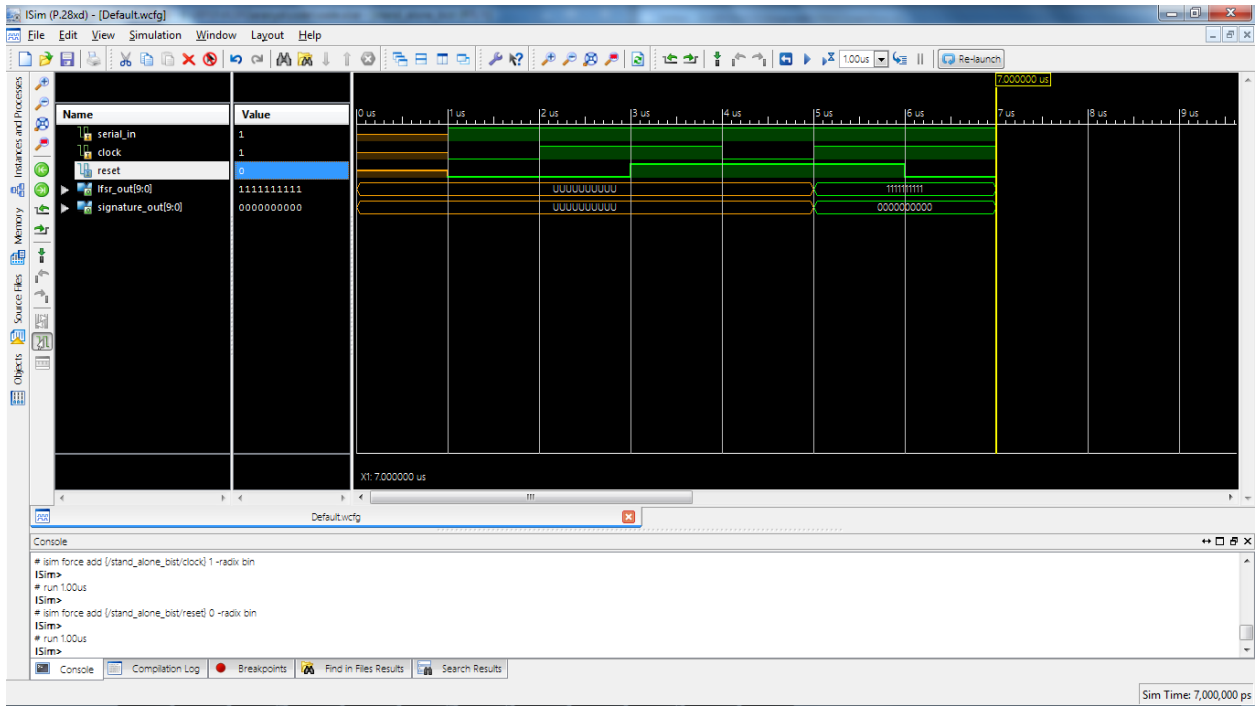 ISim (P.28xd) - [Default.wcfg]
File Edit View Simulation Window Layout Help
1.00us Re-launch
7.000000 us
Name Value 0 us 1 us 2 us 3 us 4 us 5 us 6 us 7 us 8 us 9 us
serial_in 1
clock 1
reset 0
lfsr_out[9:0] 1111111111 UUUUUUUUUU 1111111111
signature_out[9:0] 0000000000 UUUUUUUUUU 0000000000
Instances and Processes
Memory
Source Files
Objects
X1: 7.000000 us
Default.wcfg
Console
# isim force add {/stand_alone_bist/clock} 1 -radix bin
ISim>
# run 1.00us
ISim>
# isim force add {/stand_alone_bist/reset} 0 -radix bin
ISim>
# run 1.00us
ISim>
Console Compilation Log Breakpoints Find in Files Results Search Results
Sim Time: 7,000,000 ps